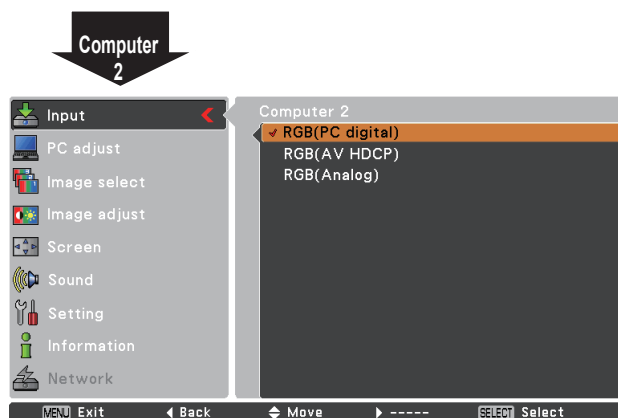 Computer
2
Input
PC adjust
Image select
Image adjust
Screen
Sound
Setting
Information
Network
Computer 2
RGB(PC digital)
RGB(AV HDCP)
RGB(Analog)
MENU Exit
Back
Move
-----
SELECT Select